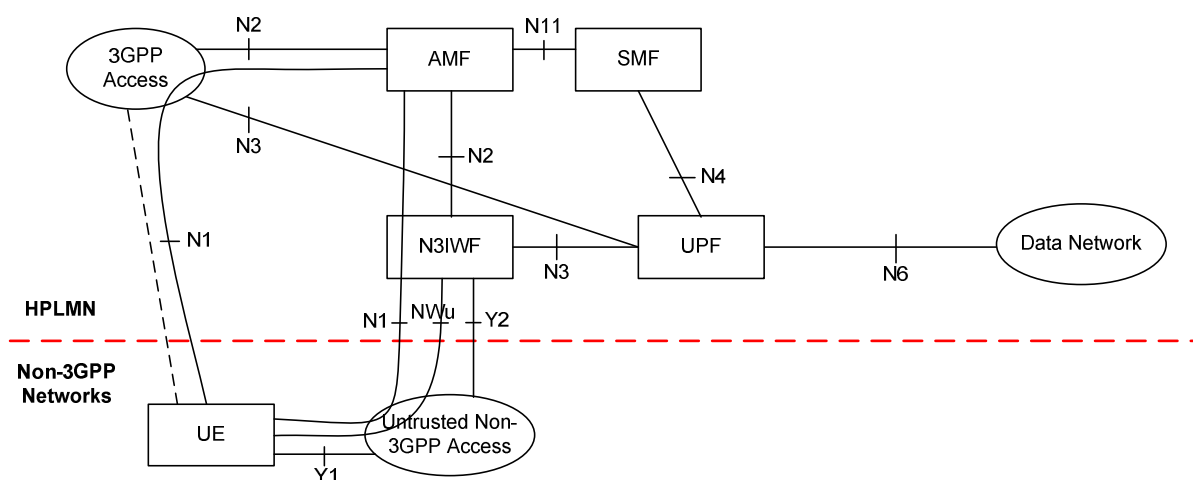 N2
N11
3GPP
Access
AMF
SMF
N3
N2
N4
N1
N3IWF
UPF
Data Network
N3
N6
HPLMN
N1
NWu
Y2
Non-3GPP
Networks
UE
Untrusted Non-
3GPP Access
Y1